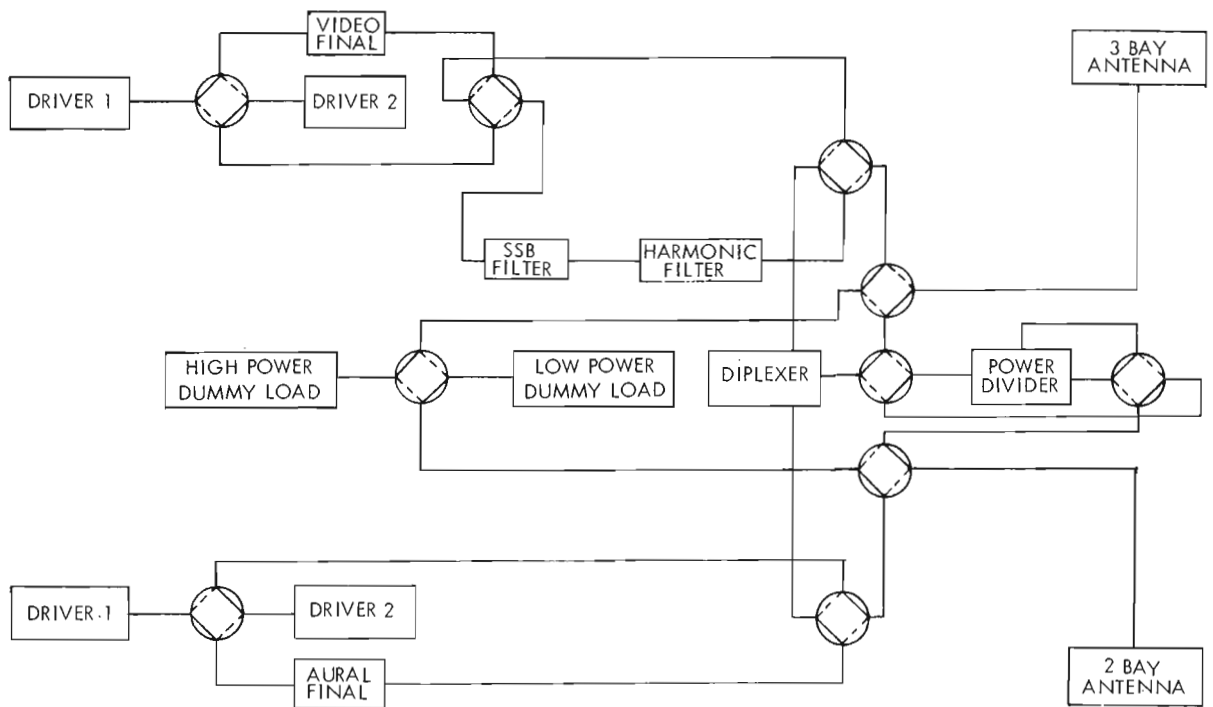 VIDEO
FINAL
3 BAY
ANTENNA
DRIVER 1
DRIVER 2
SSB
FILTER
HARMONIC
FILTER
HIGH POWER
DUMMY LOAD
LOW POWER
DUMMY LOAD
DIPLEXER
POWER
DIVIDER
DRIVER 1
DRIVER 2
AURAL
FINAL
2 BAY
ANTENNA